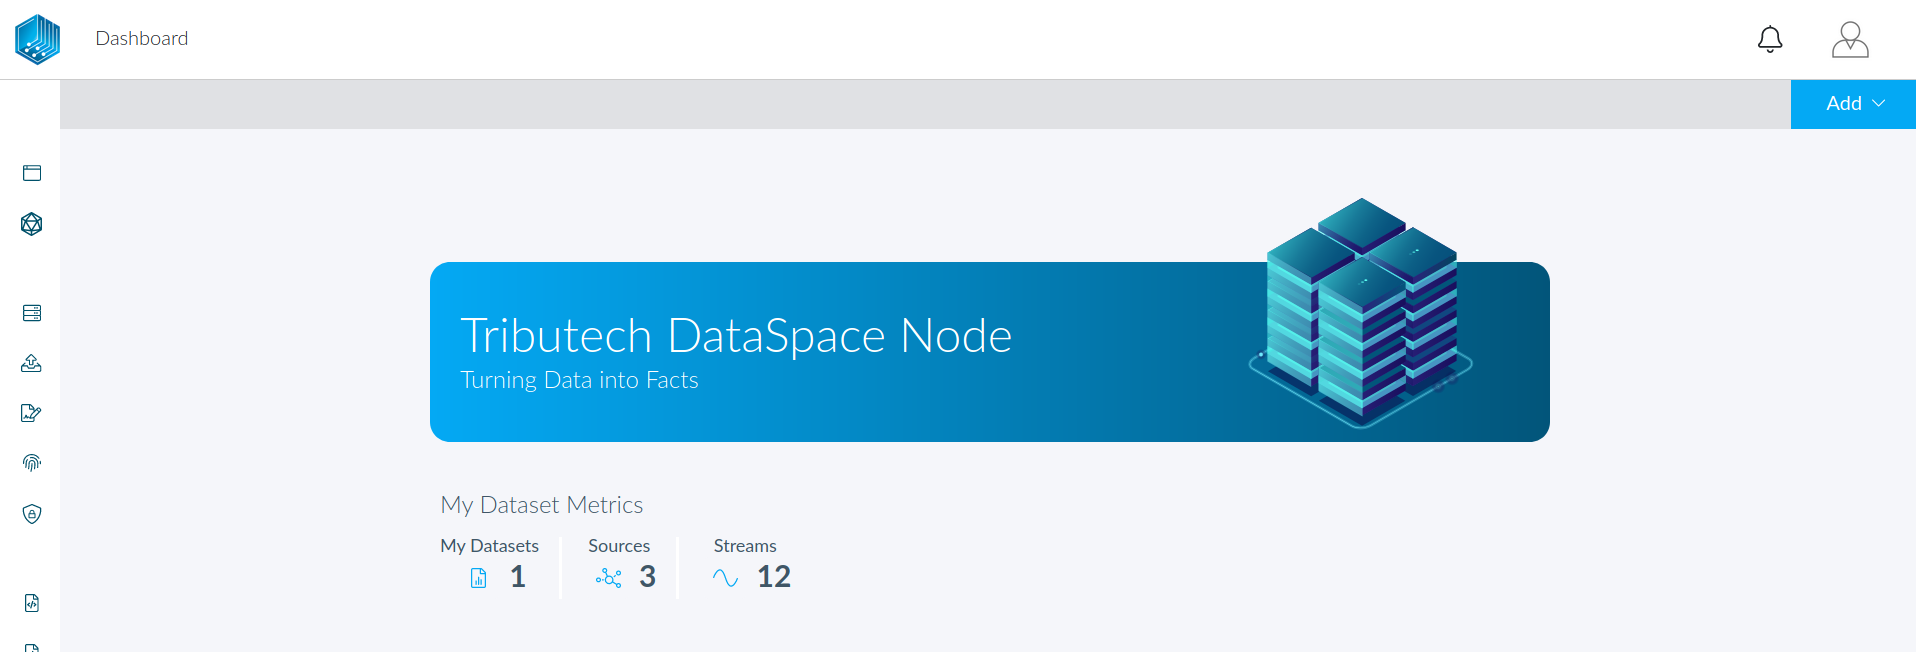 Dashboard
Add
Tributech DataSpace Node
Turning Data into Facts
My Dataset Metrics
My Datasets Sources Streams
1 3 12